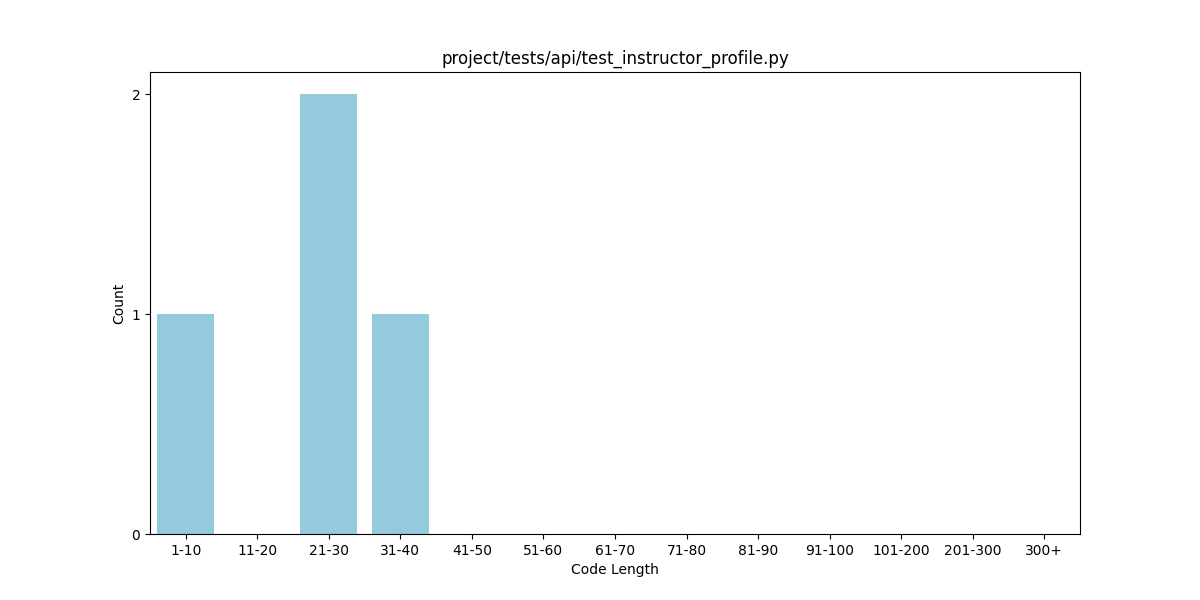 project/tests/api/test_instructor_profile.py
2
1
0
Count
1-10 11-20 21-30 31-40 41-50 51-60 61-70 71-80 81-90 91-100 101-200 201-300 300+
Code Length